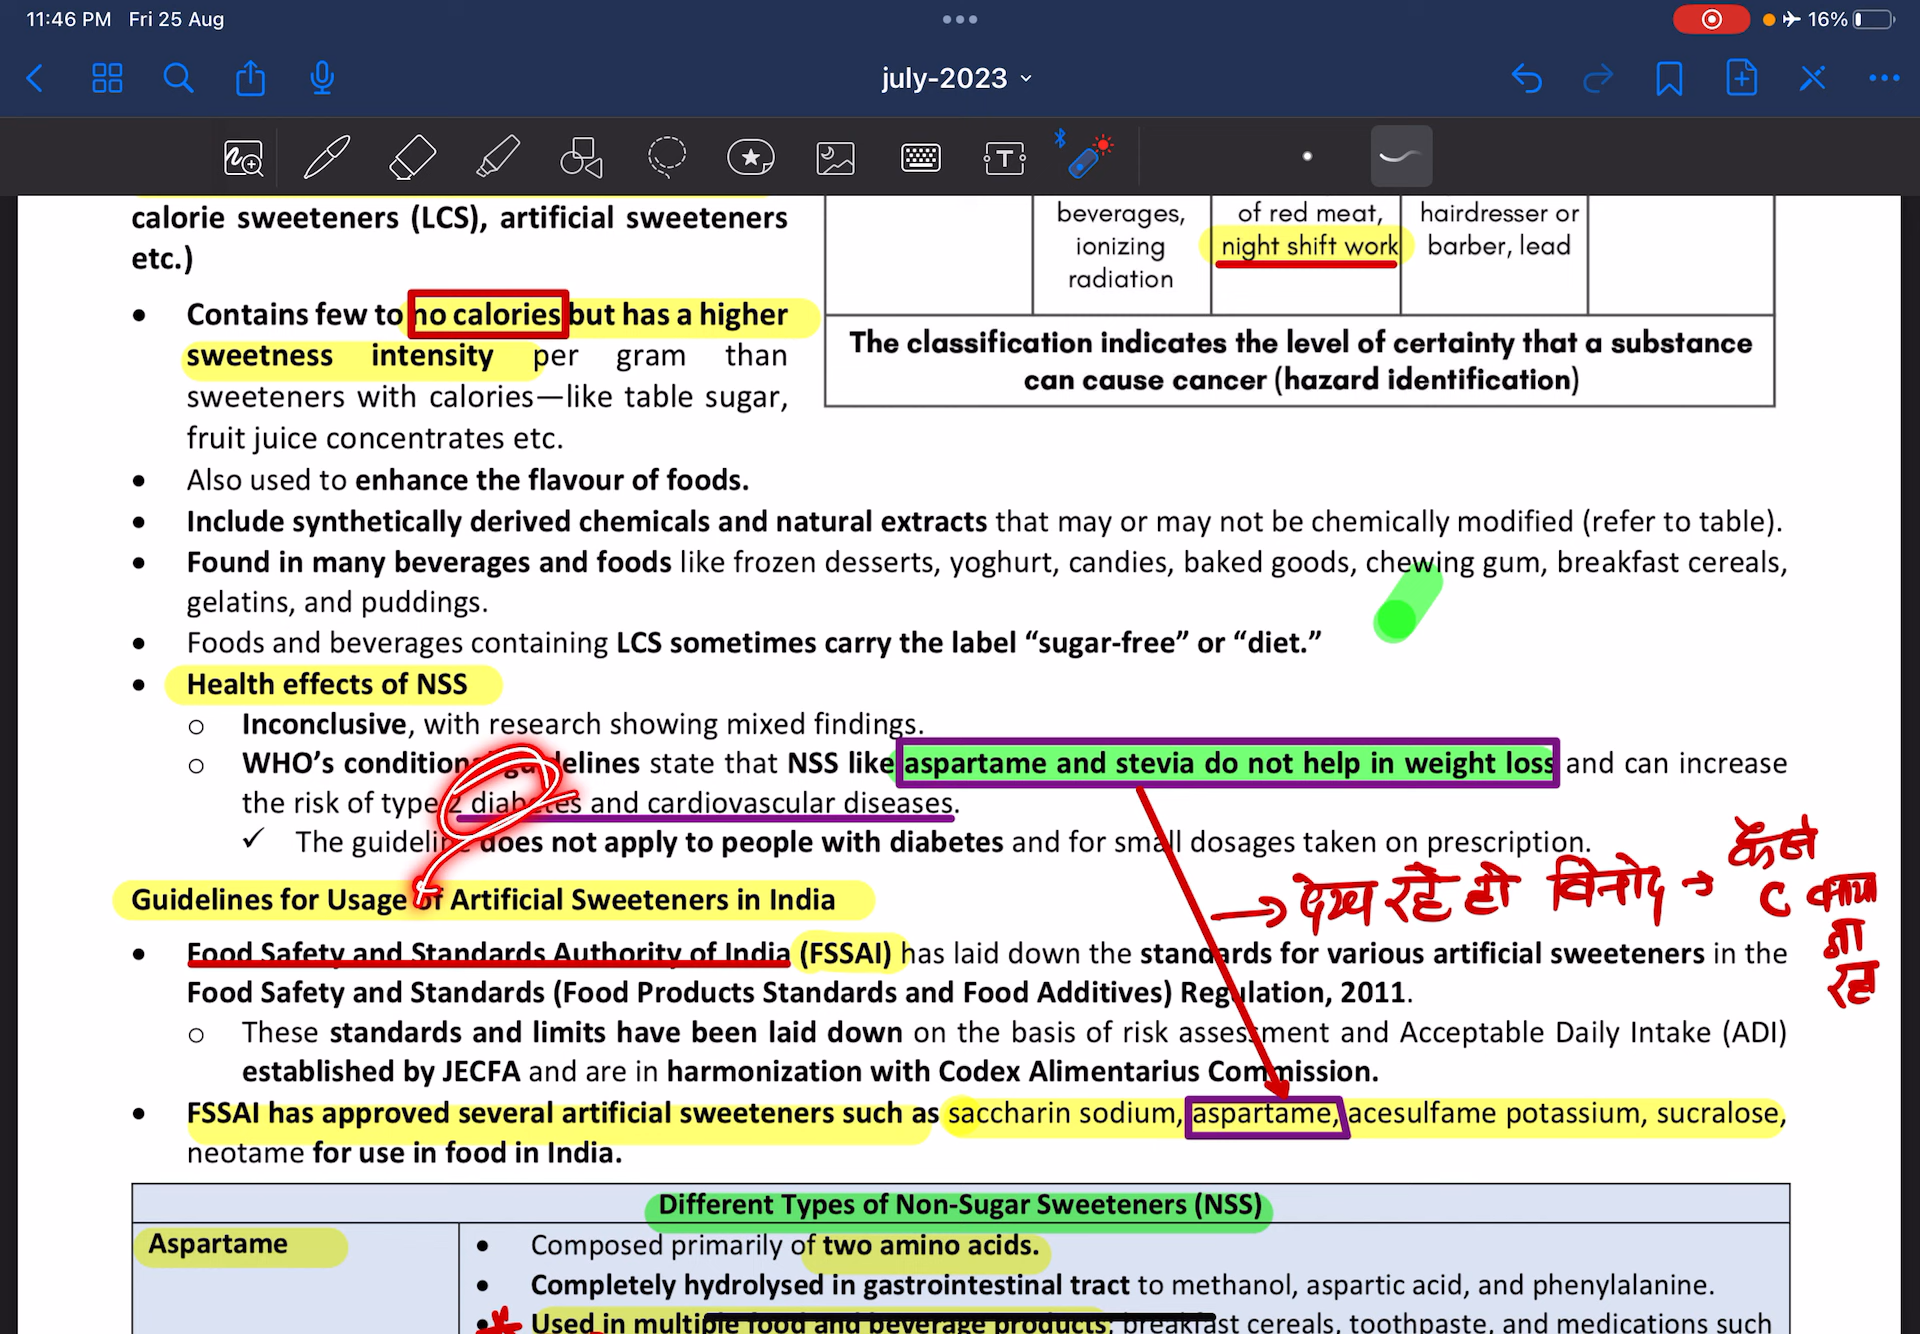 11:46 PM Fri 25 Aug
16%
july-2023
calorie sweeteners (LCS), artificial sweeteners
etc.)
• Contains few to no calories but has a higher
sweetness intensity per gram than
sweeteners with calories—like table sugar,
fruit juice concentrates etc.
beverages,
ionizing
radiation
of red meat,
night shift work
hairdresser or
barber, lead
The classification indicates the level of certainty that a substance
can cause cancer (hazard identification)
• Also used to enhance the flavour of foods.
• Include synthetically derived chemicals and natural extracts that may or may not be chemically modified (refer to table).
• Found in many beverages and foods like frozen desserts, yoghurt, candies, baked goods, chewing gum, breakfast cereals,
gelatins, and puddings.
• Foods and beverages containing LCS sometimes carry the label “sugar-free” or “diet.”
• Health effects of NSS
o Inconclusive, with research showing mixed findings.
o WHO’s conditional guidelines state that NSS like aspartame and stevia do not help in weight loss and can increase
the risk of type 2 diabetes and cardiovascular diseases.
✓ The guideline does not apply to people with diabetes and for small dosages taken on prescription.
→ देख रहे हो विनोद →
Guidelines for Usage of Artificial Sweeteners in India
• Food Safety and Standards Authority of India (FSSAI) has laid down the standards for various artificial sweeteners in the
Food Safety and Standards (Food Products Standards and Food Additives) Regulation, 2011.
o These standards and limits have been laid down on the basis of risk assessment and Acceptable Daily Intake (ADI)
established by JECFA and are in harmonization with Codex Alimentarius Commission.
• FSSAI has approved several artificial sweeteners such as saccharin sodium, aspartame, acesulfame potassium, sucralose,
neotame for use in food in India.
Different Types of Non-Sugar Sweeteners (NSS)
Aspartame
• Composed primarily of two amino acids.
• Completely hydrolysed in gastrointestinal tract to methanol, aspartic acid, and phenylalanine.
• Used in multiple food and beverage products: breakfast cereals, toothpaste, and medications such